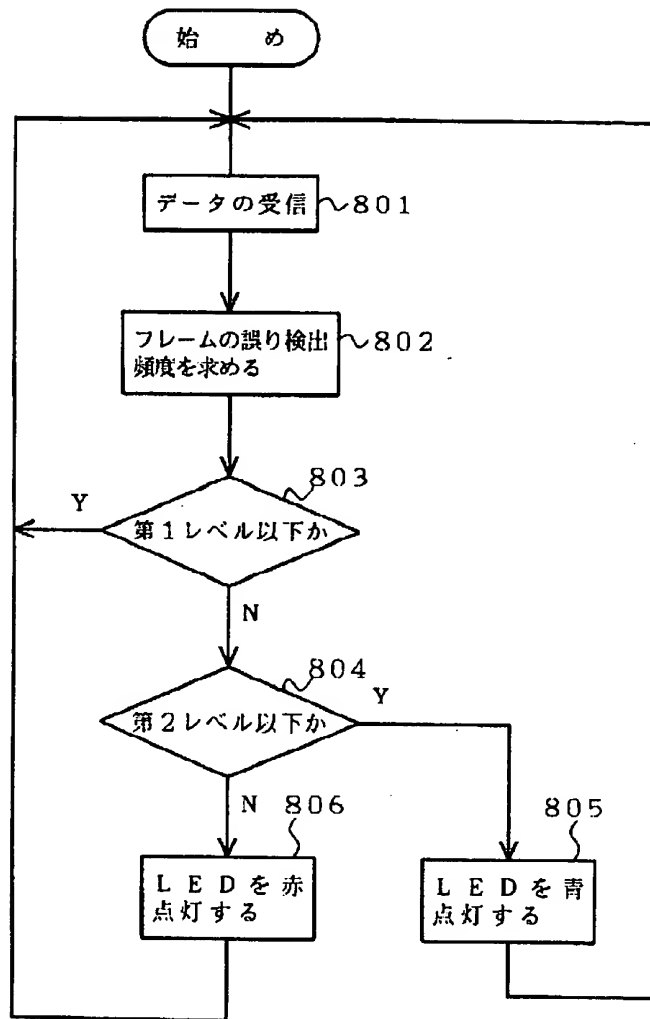 始め
データの受信 801
フレームの誤り検出 802
頻度を求める
803
Y
第1レベル以下か
N
804
Y
第2レベル以下か
N
806
805
LEDを赤
点灯する
LEDを青
点灯する